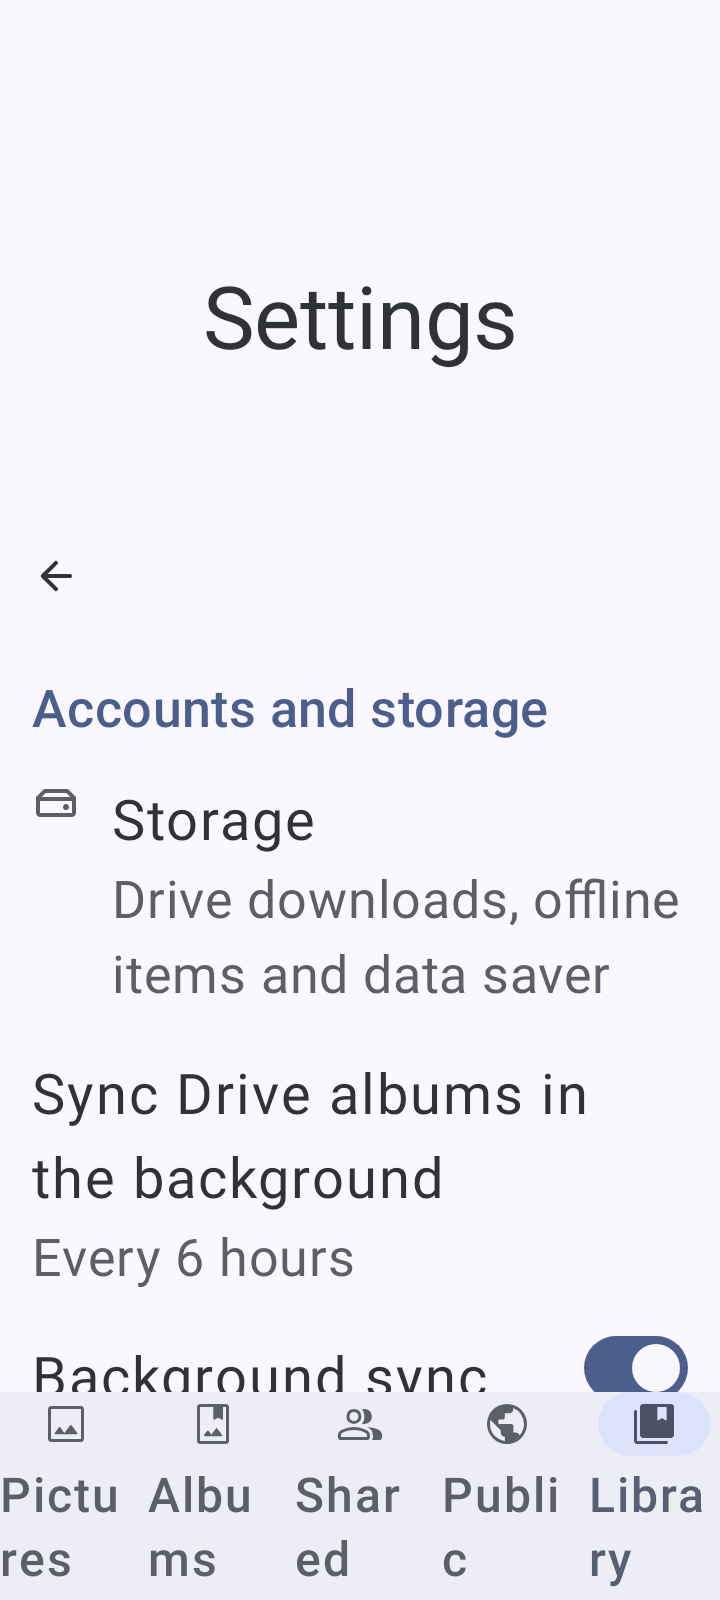 Settings
Accounts and storage
Storage
Drive downloads, offline
items and data saver
Sync Drive albums in
the background
Every 6 hours
Background sync
Pictu
res
Albu
ms
Shar
ed
Publi
c
Libra
ry